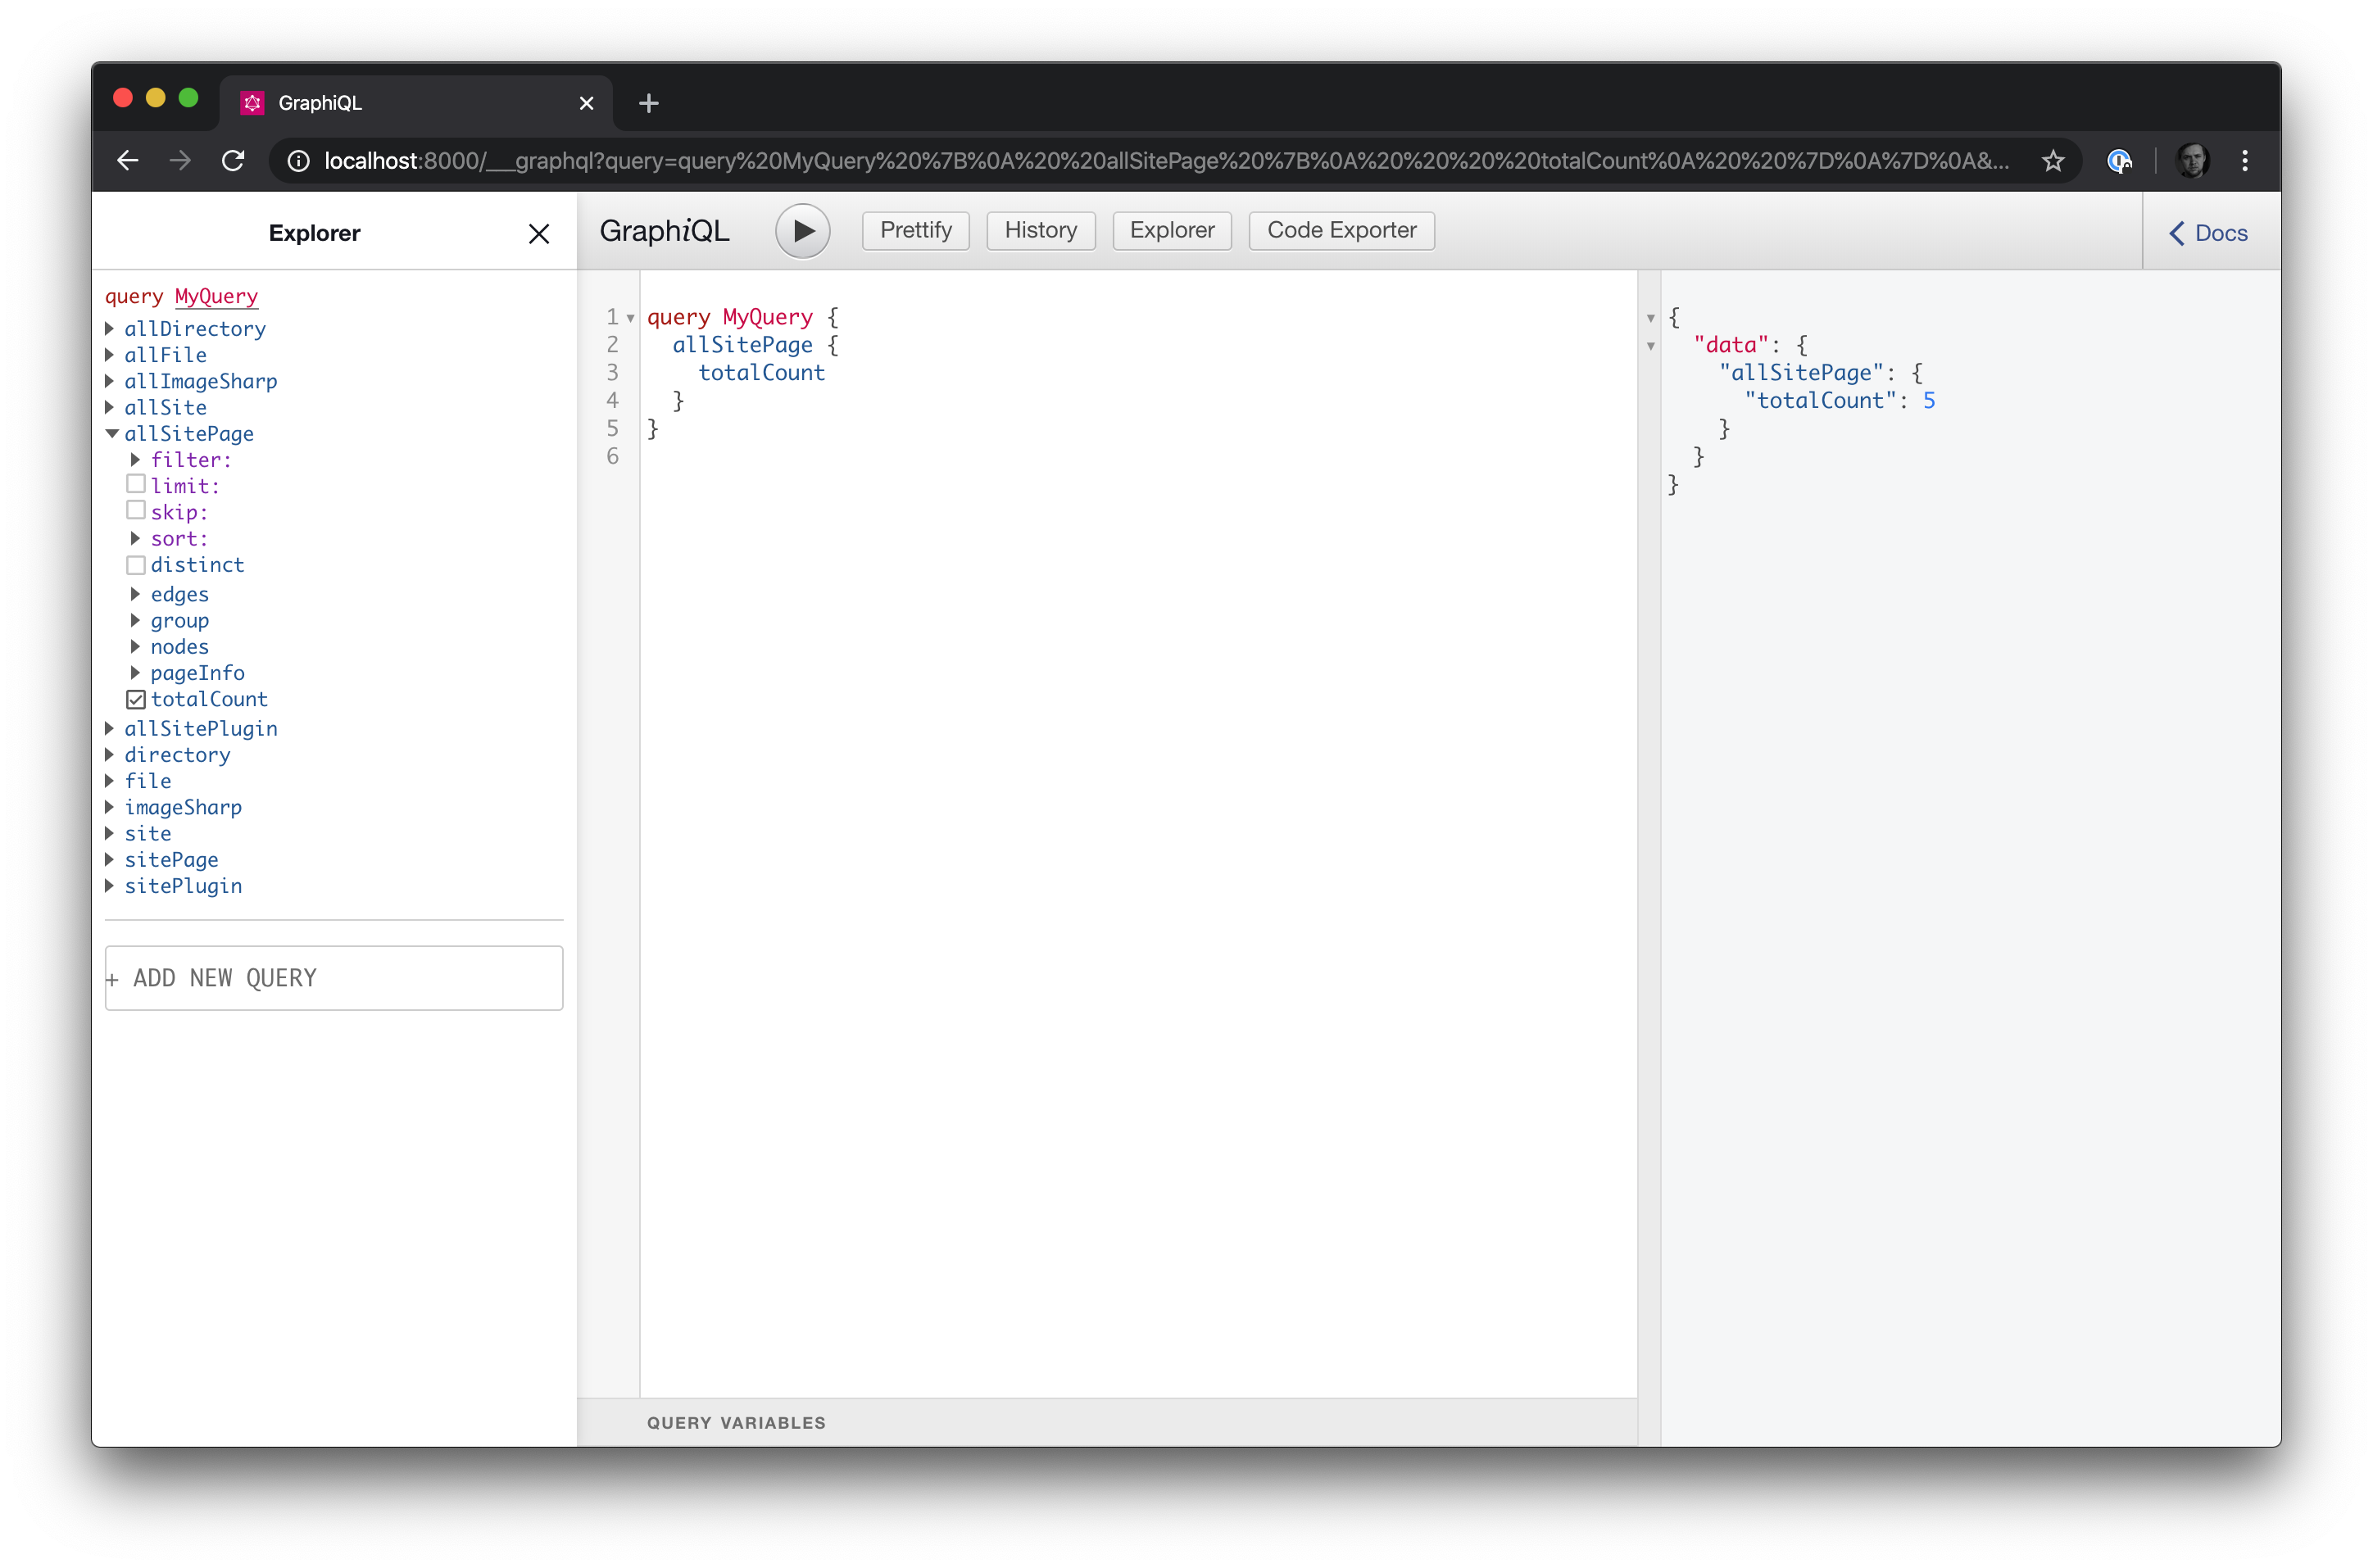 GraphiQL
localhost:8000/___graphql?query=query%20MyQuery%20%7B%0A%20%20allSitePage%20%7B%0A%20%20%20%20totalCount%0A%20%20%7D%0A%7D%0A&...
Explorer
GraphiQL
Prettify
History
Explorer
Code Exporter
Docs
query MyQuery
allDirectory
allFile
allImageSharp
allSite
allSitePage
filter:
limit:
skip:
sort:
distinct
edges
group
nodes
pageInfo
totalCount
allSitePlugin
directory
file
imageSharp
site
sitePage
sitePlugin
+ ADD NEW QUERY
1 query MyQuery {
2 allSitePage {
3 totalCount
4 }
5 }
6
QUERY VARIABLES
{
"data": {
"allSitePage": {
"totalCount": 5
}
}
}